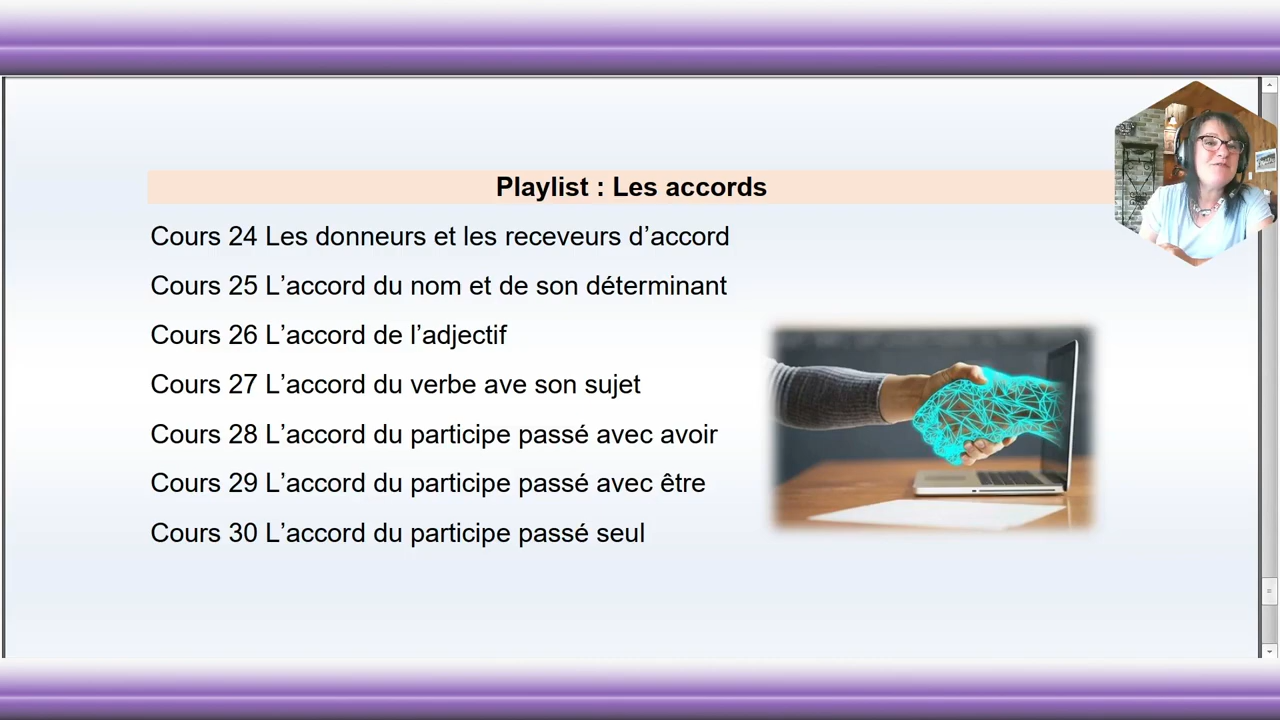 Playlist : Les accords
Cours 24 Les donneurs et les receveurs d’accord
Cours 25 L’accord du nom et de son déterminant
Cours 26 L’accord de l’adjectif
Cours 27 L’accord du verbe ave son sujet
Cours 28 L’accord du participe passé avec avoir
Cours 29 L’accord du participe passé avec être
Cours 30 L’accord du participe passé seul